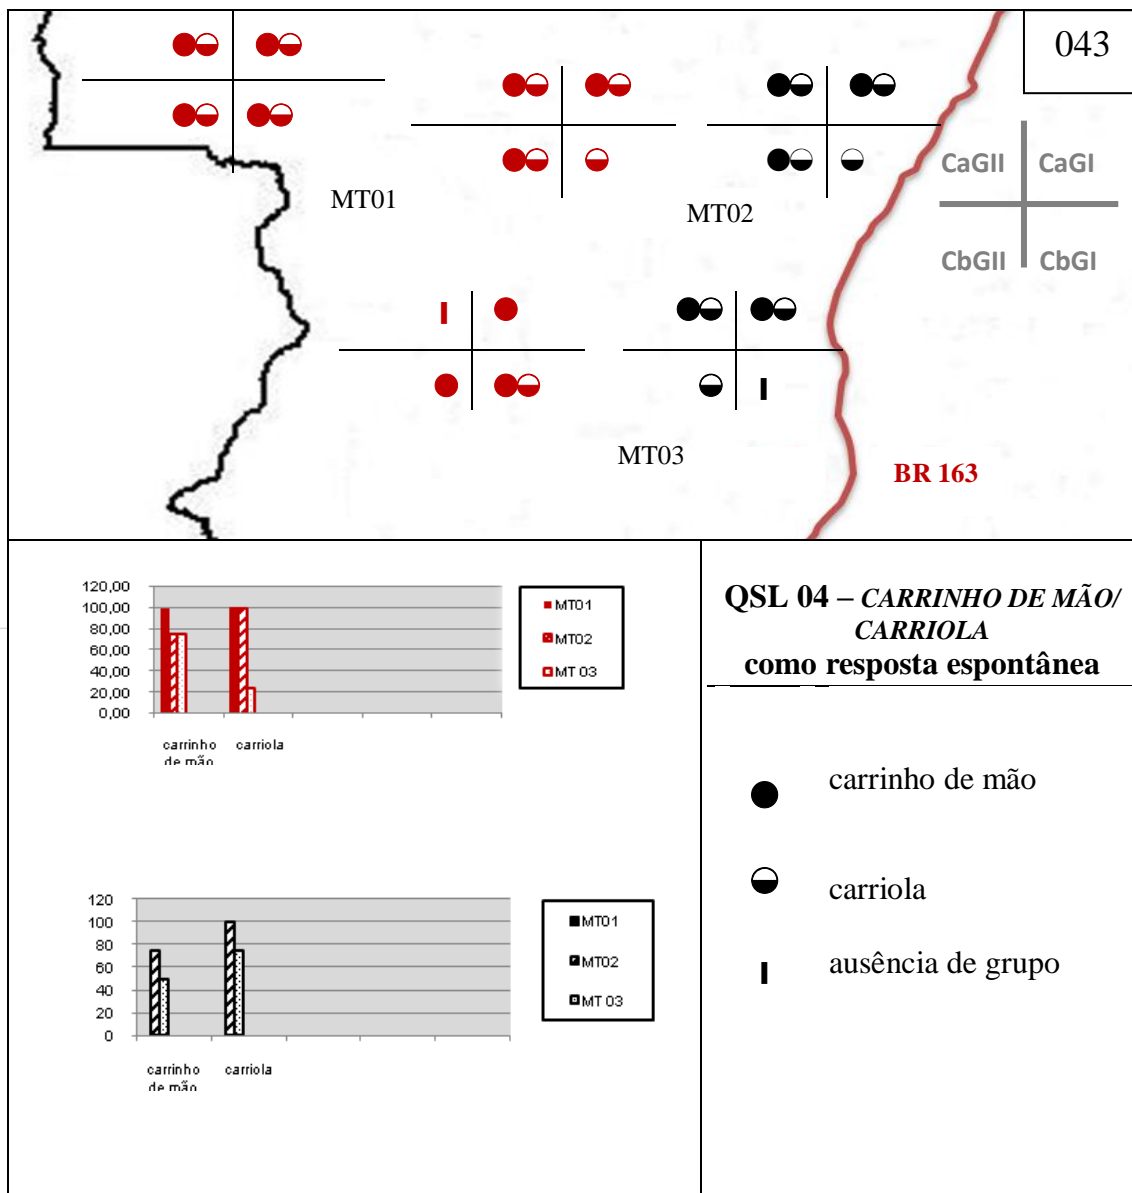 043
CaGII CaGI
CbGII CbGI
MT01
MT02
MT03
BR 163
120,00
100,00
80,00
60,00
40,00
20,00
0,00
carrinho
de mão
carriola
MT01
MT02
MT 03
120
100
80
60
40
20
0
carrinho
de mão
carriola
MT01
MT02
MT 03
QSL 04 – CARRINHO DE MÃO/
CARRIOLA
como resposta espontânea
carrinho de mão
carriola
ausência de grupo